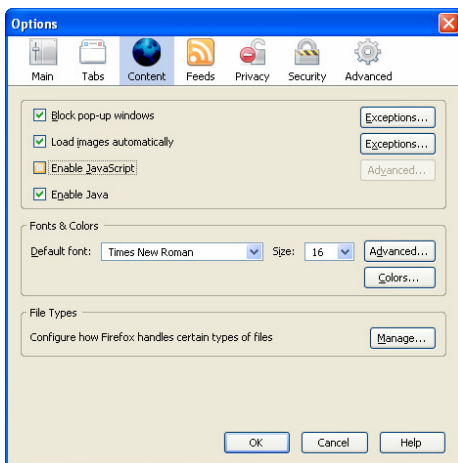 Options
Main Tabs Content Feeds Privacy Security Advanced
Block pop-up windows Exceptions...
Load images automatically Exceptions...
Enable JavaScript Advanced...
Enable Java
Fonts & Colors
Default font: Times New Roman Size: 16 Advanced...
Colors...
File Types
Configure how Firefox handles certain types of files Manage...
OK Cancel Help